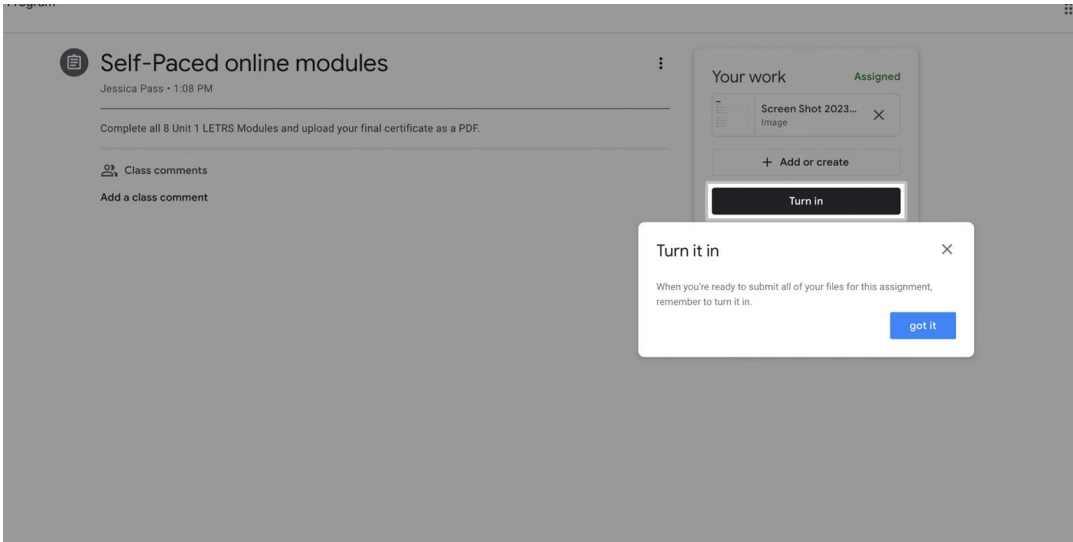 Program
Self-Paced online modules
Jessica Pass • 1:08 PM
Complete all 8 Unit 1 LETRS Modules and upload your final certificate as a PDF.
Class comments
Add a class comment
Your work
Assigned
Screen Shot 2023...
Image
+ Add or create
Turn in
Turn it in
When you're ready to submit all of your files for this assignment,
remember to turn it in.
got it